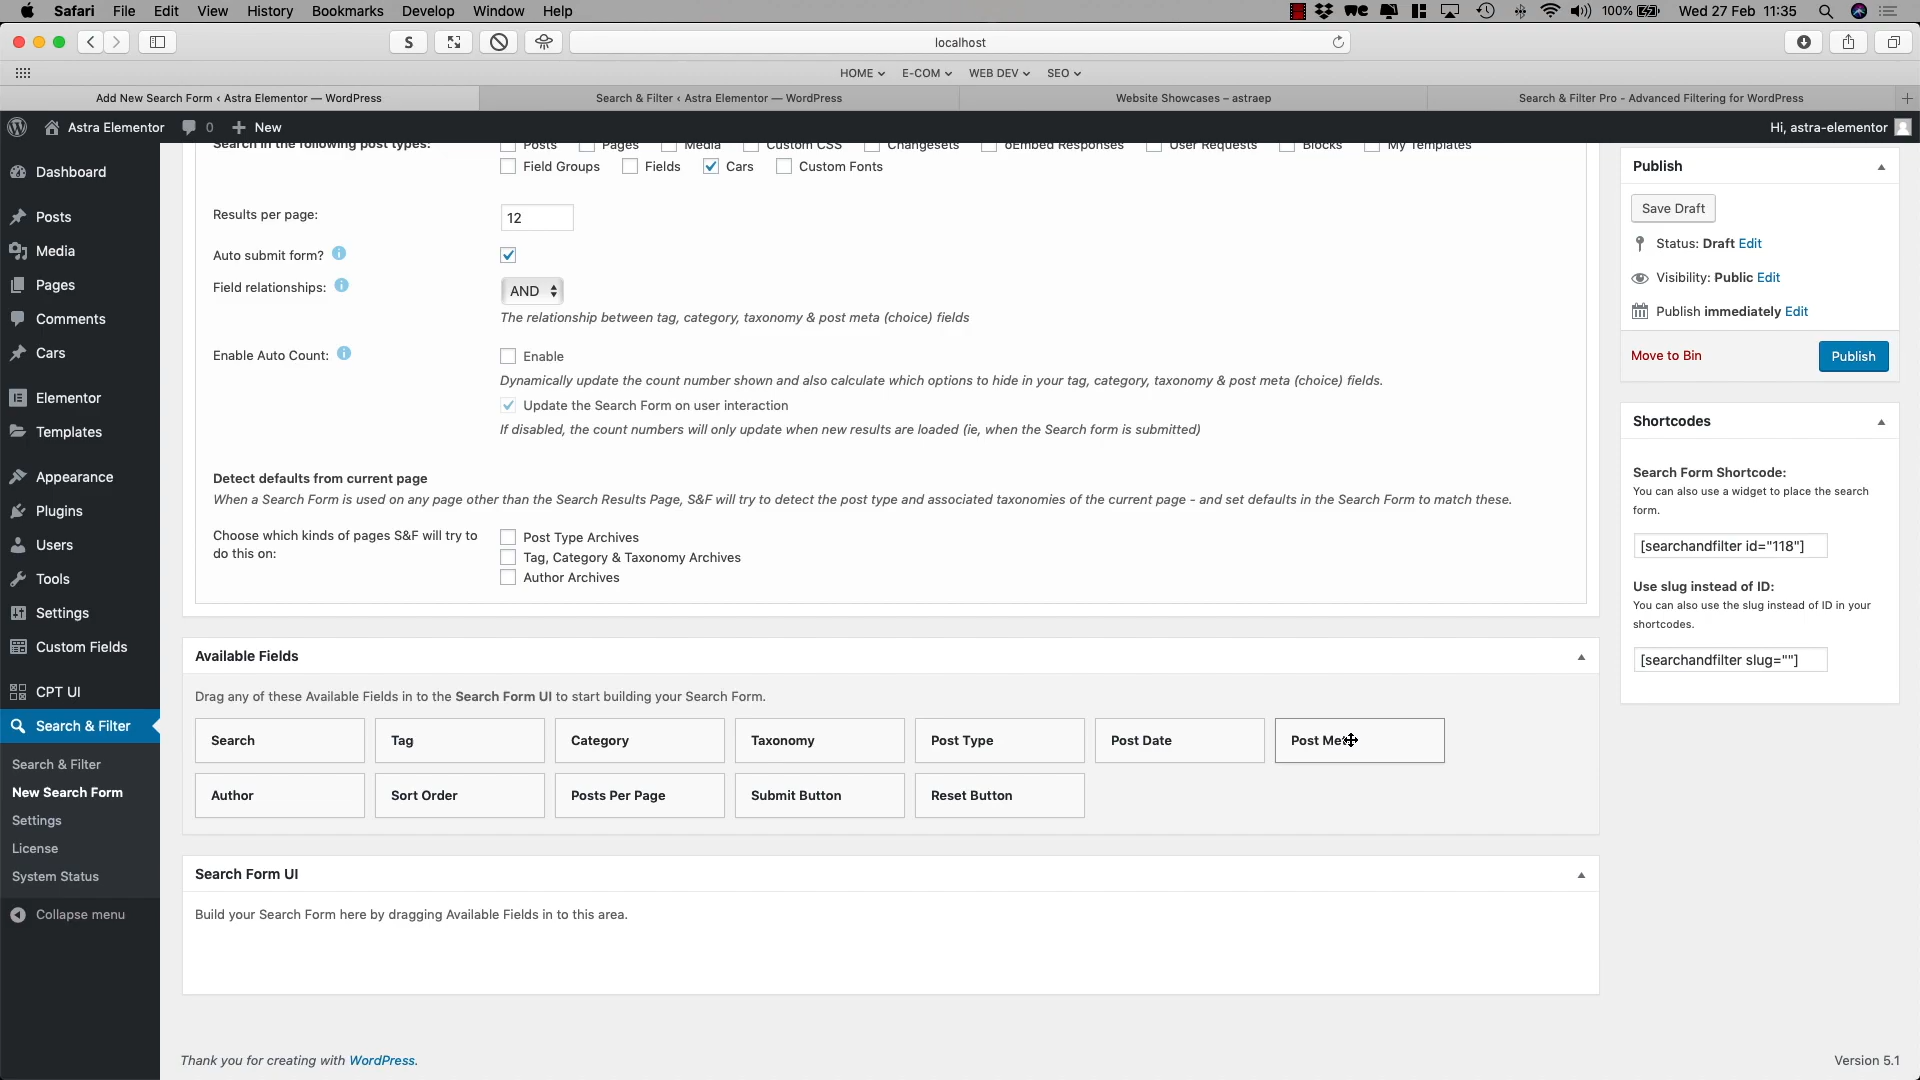 Safari File Edit View History Bookmarks Develop Window Help 100% Wed 27 Feb 11:35
S localhost
HOME E-COM WEB DEV SEO
Add New Search Form ‹ Astra Elementor — WordPress Search & Filter ‹ Astra Elementor — WordPress Website Showcases – astraep Search & Filter Pro - Advanced Filtering for WordPress
Astra Elementor 0 New Hi, astra-elementor
Dashboard
Posts
Media
Pages
Comments
Cars
Elementor
Templates
Appearance
Plugins
Users
Tools
Settings
Custom Fields
CPT UI
Search & Filter
Search & Filter
New Search Form
Settings
License
System Status
Collapse menu
Search in the following post types: Posts Pages Media Custom CSS Changesets oEmbed Responses User Requests Blocks My Templates
Field Groups Fields Cars Custom Fonts
Results per page: 12
Auto submit form?
Field relationships: AND
The relationship between tag, category, taxonomy & post meta (choice) fields
Enable Auto Count: Enable
Dynamically update the count number shown and also calculate which options to hide in your tag, category, taxonomy & post meta (choice) fields.
Update the Search Form on user interaction
If disabled, the count numbers will only update when new results are loaded (ie, when the Search form is submitted)
Detect defaults from current page
When a Search Form is used on any page other than the Search Results Page, S&F will try to detect the post type and associated taxonomies of the current page - and set defaults in the Search Form to match these.
Choose which kinds of pages S&F will try to
do this on:
Post Type Archives
Tag, Category & Taxonomy Archives
Author Archives
Available Fields
Drag any of these Available Fields in to the Search Form UI to start building your Search Form.
Search Tag Category Taxonomy Post Type Post Date Post
Author Sort Order Posts Per Page Submit Button Reset Button
Search Form UI
Build your Search Form here by dragging Available Fields in to this area.
Publish
Save Draft
Status: Draft Edit
Visibility: Public Edit
Publish immediately Edit
Move to Bin Publish
Shortcodes
Search Form Shortcode:
You can also use a widget to place the search
form.
[searchandfilter id="118"]
Use slug instead of ID:
You can also use the slug instead of ID in your
shortcodes.
[searchandfilter slug=""]
Thank you for creating with WordPress. Version 5.1